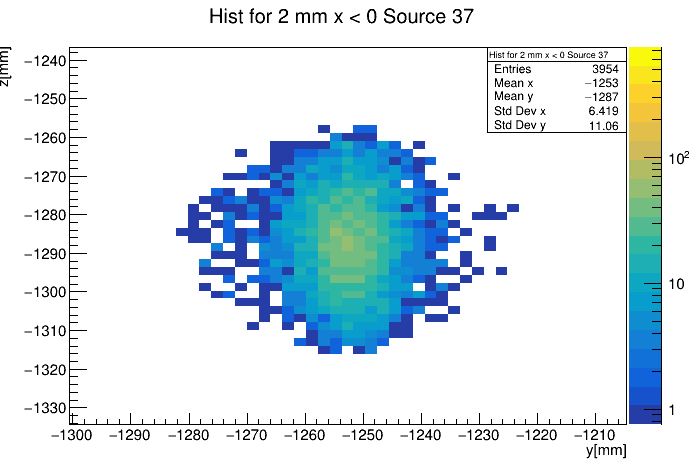 Hist for 2 mm x < 0 Source 37
z[mm]
Hist for 2 mm x < 0 Source 37
Entries 3954
Mean x −1253
Mean y −1287
Std Dev x 6.419
Std Dev y 11.06
−1240
−1250
−1260
−1270
−1280
−1290
−1300
−1310
−1320
−1330
10²
10
1
−1300 −1290 −1280 −1270 −1260 −1250 −1240 −1230 −1220 −1210
y[mm]